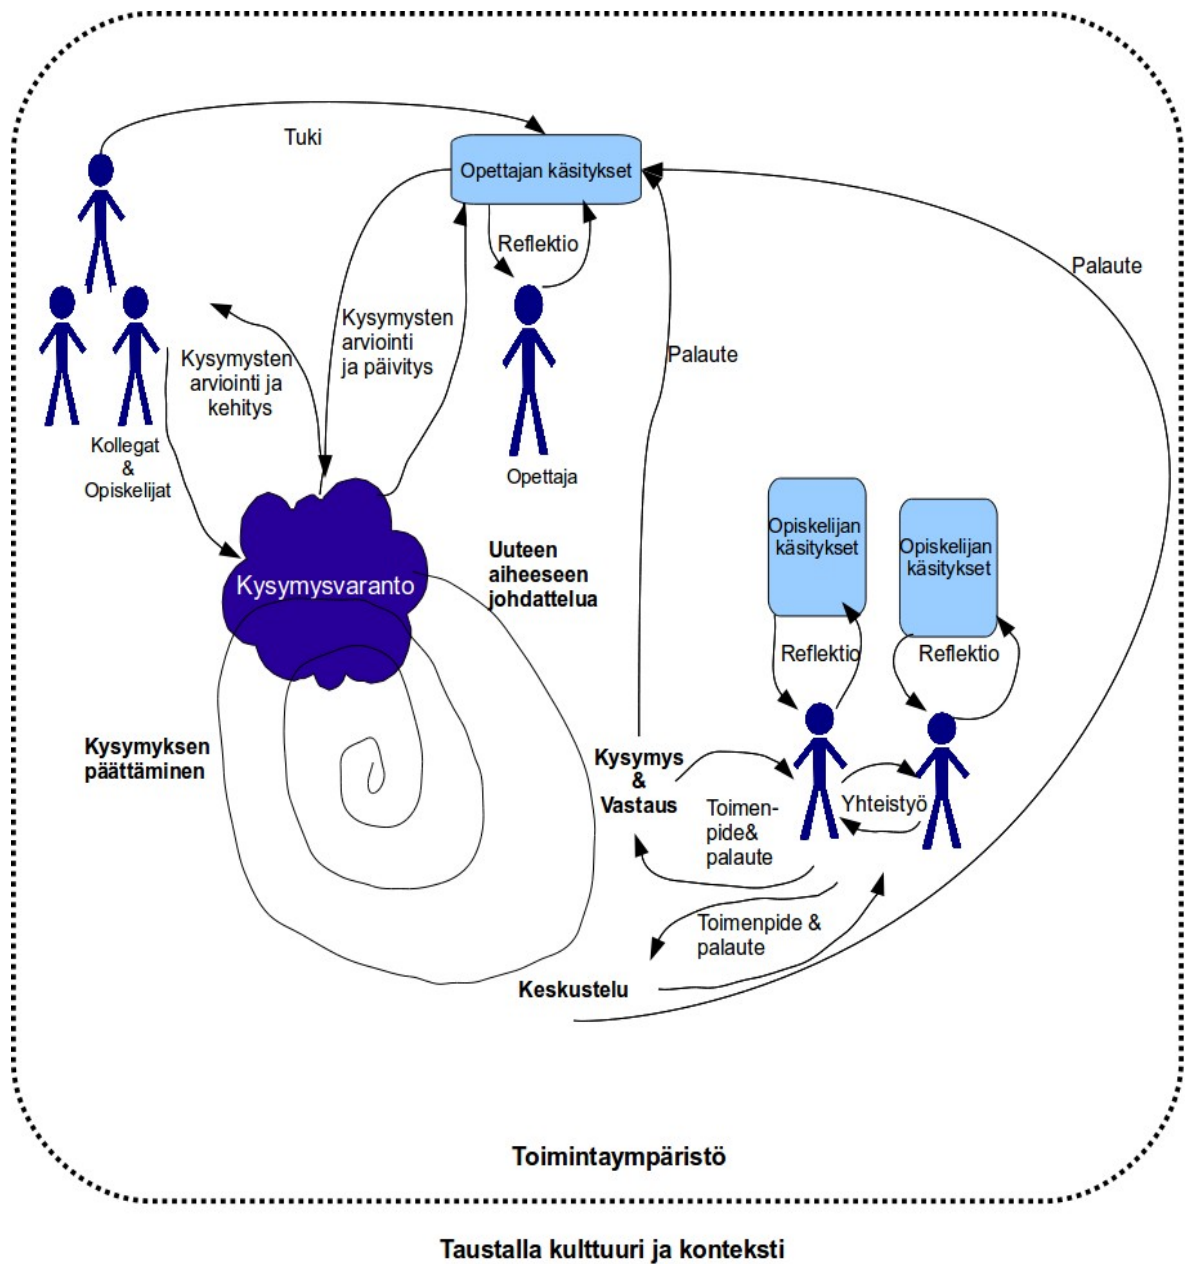 Tuki
Opettajan käsitykset
Reflektio
Palaute
Kysymysten
arviointi
ja päivitys
Kysymysten
arviointi ja
kehitys
Palaute
Kollegat
&
Opiskelijat
Opettaja
Kysymysvaranto
Uuteen
aiheeseen
johdattelua
Opiskelijan
käsitykset
Opiskelijan
käsitykset
Reflektio
Reflektio
Kysymyksen
päättäminen
Kysymys
&
Vastaus
Toimen-
pide&
palaute
Yhteistyö
Toimenpide &
palaute
Keskustelu
Toimintaympäristö
Taustalla kulttuuri ja konteksti